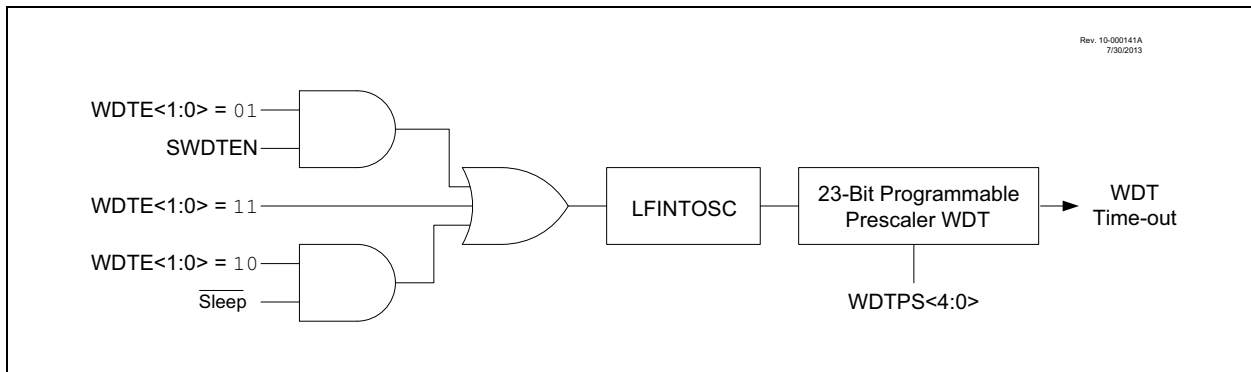 Rev. 10-000141A
7/30/2013
WDTE<1:0> = 01
SWDTEN
WDTE<1:0> = 11
WDTE<1:0> = 10
Sleep
LFINTOSC
23-Bit Programmable
Prescaler WDT
WDT
Time-out
WDTPS<4:0>